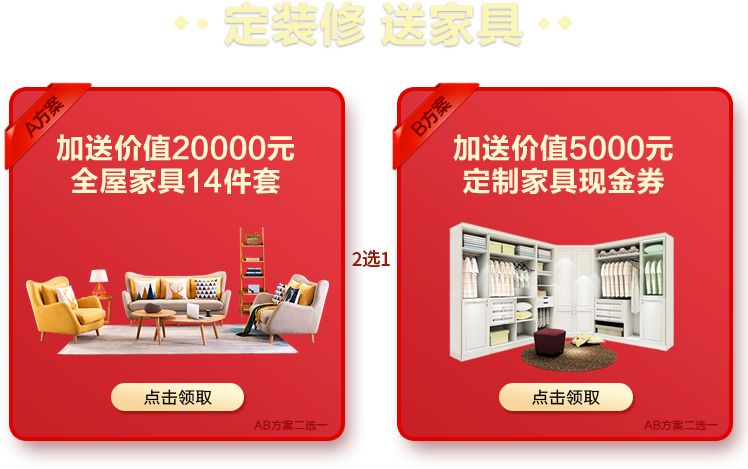 定装修 送家具
A方案
加送价值20000元
全屋家具14件套
点击领取
AB方案二选一
2选1
B方案
加送价值5000元
定制家具现金券
点击领取
AB方案二选一